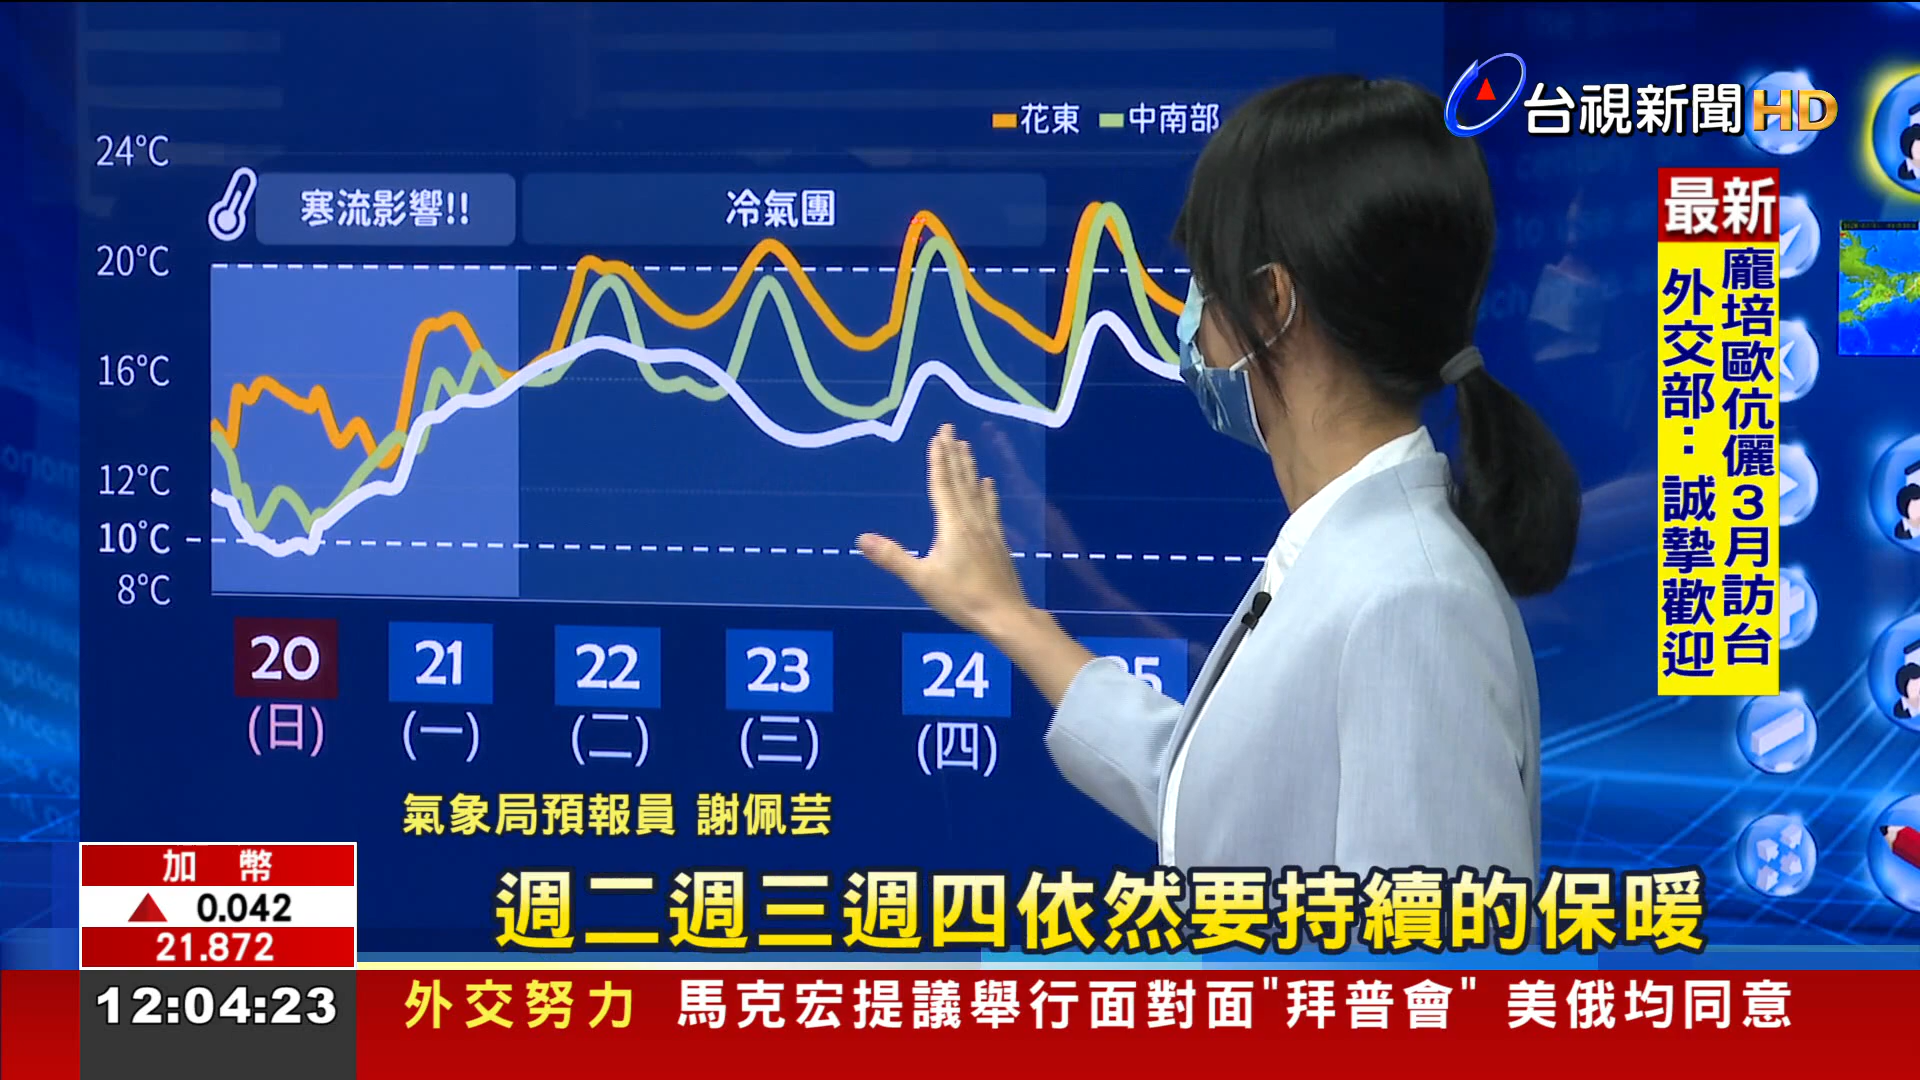 台視新聞HD
花東
中南部
24°C
20°C
16°C
12°C
10°C
8°C
寒流影響!!
冷氣團
20
(日)
21
(一)
22
(二)
23
(三)
24
(四)
最新
龐培歐伉儷3月訪台
外交部：誠摯歡迎
氣象局預報員 謝佩芸
週二週三週四依然要持續的保暖
加幣
▲ 0.042
21.872
12:04:23
外交努力 馬克宏提議舉行面對面"拜普會" 美俄均同意